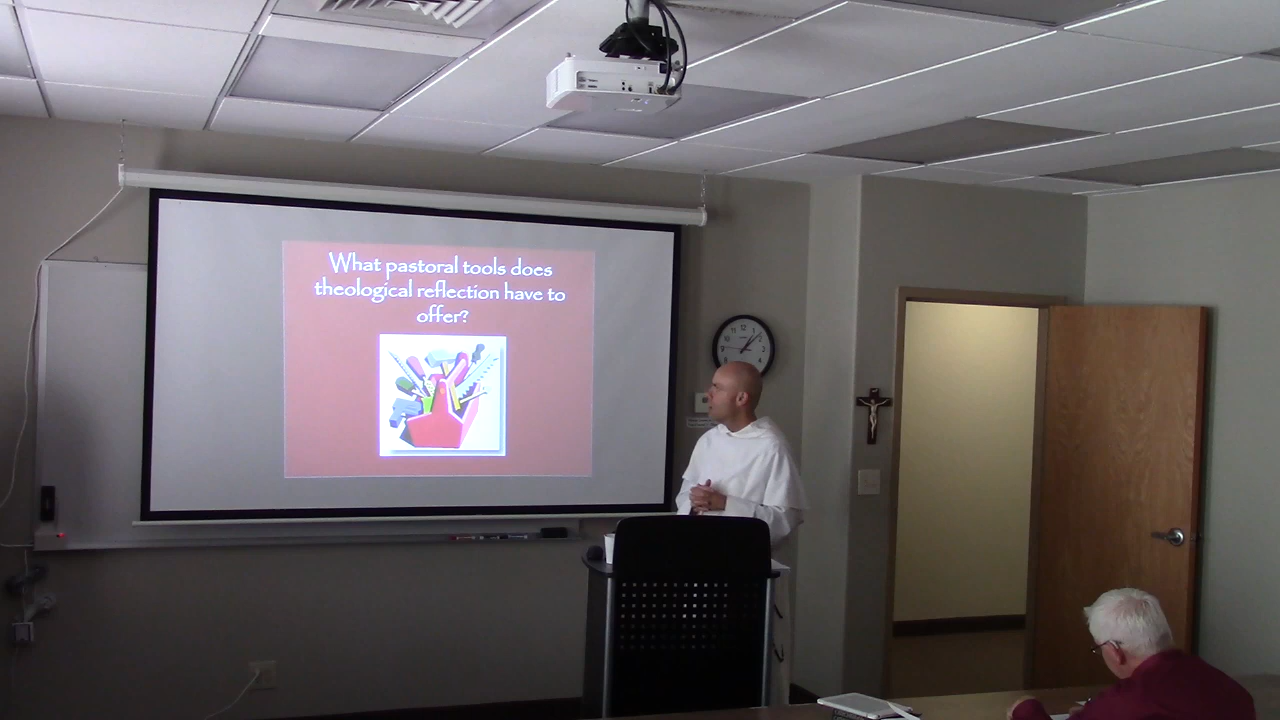 What pastoral tools does
theological reflection have to
offer?